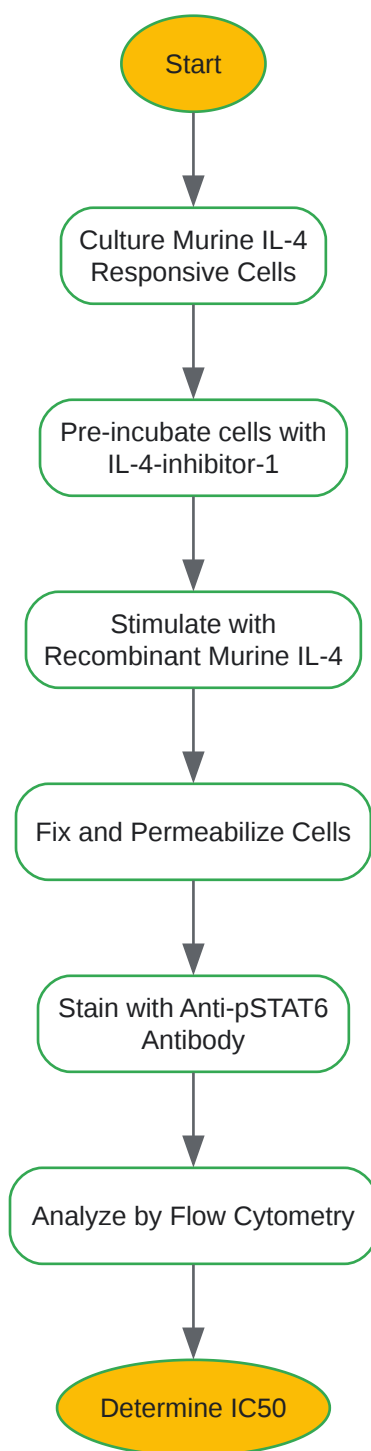 Start
Culture Murine IL-4
Responsive Cells
Pre-incubate cells with
IL-4-inhibitor-1
Stimulate with
Recombinant Murine IL-4
Fix and Permeabilize Cells
Stain with Anti-pSTAT6
Antibody
Analyze by Flow Cytometry
Determine IC50